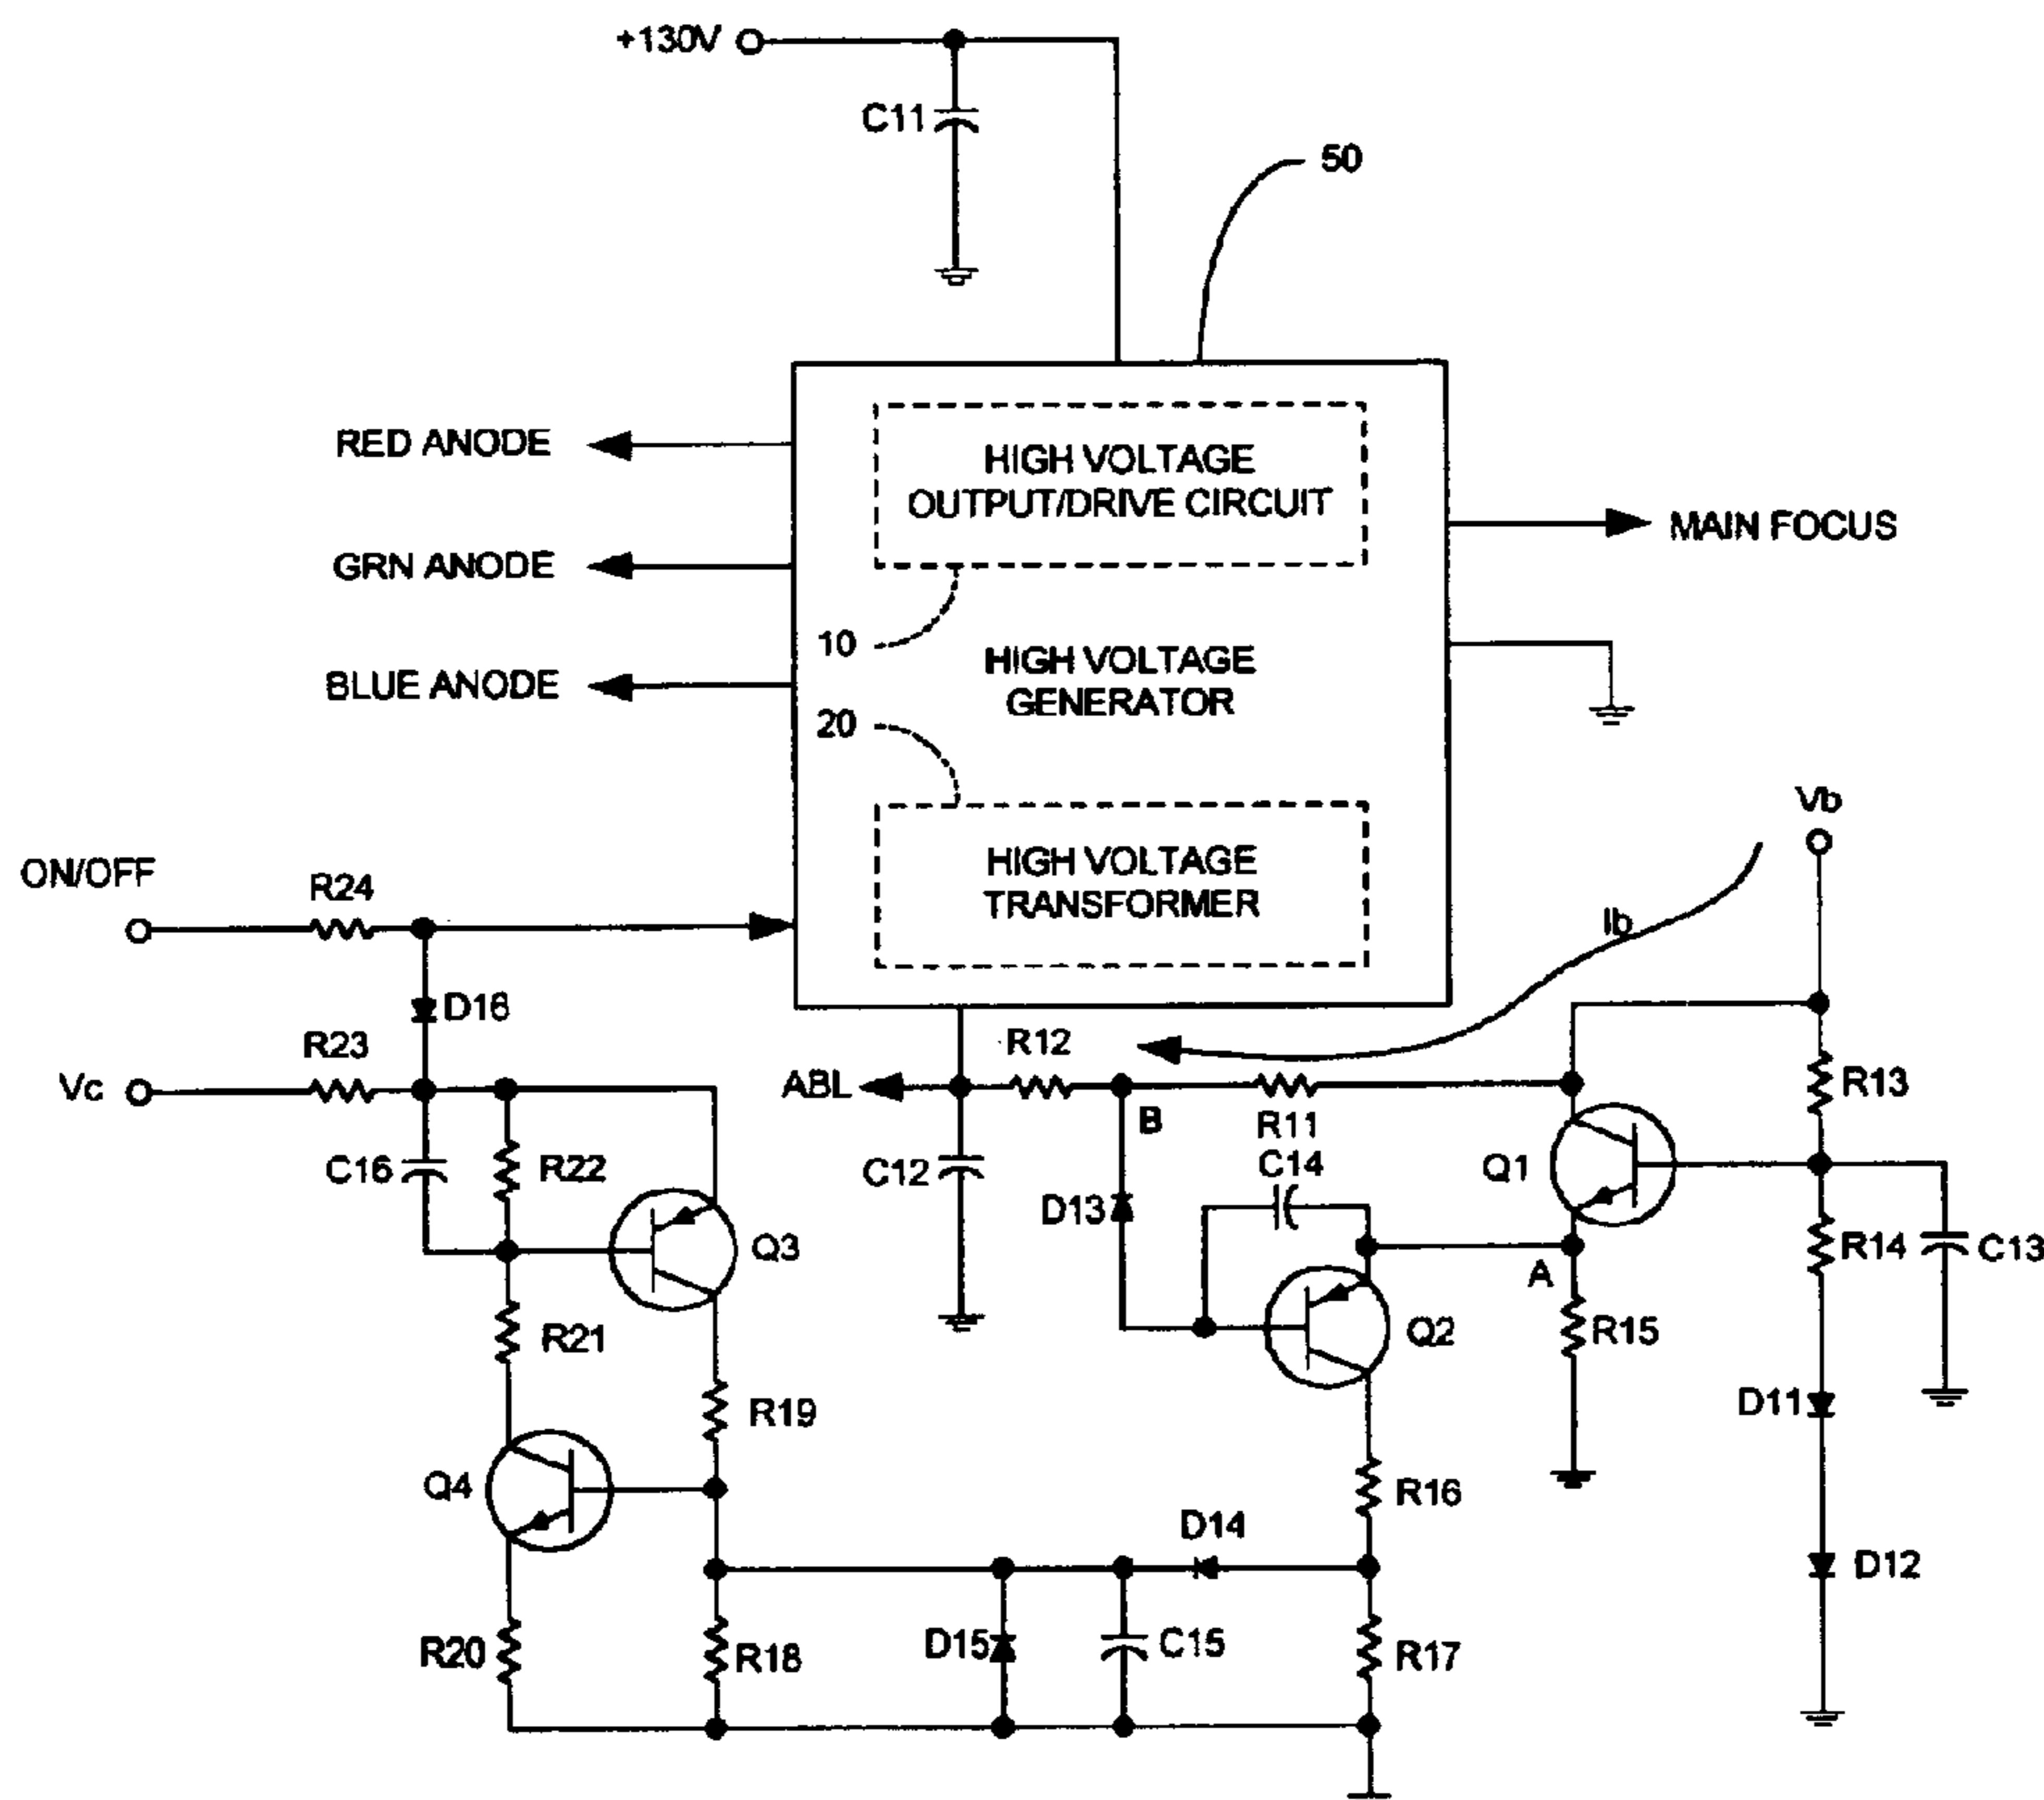 +130V
C11
50
RED ANODE
HIGH VOLTAGE
OUTPUT/DRIVE CIRCUIT
MAIN FOCUS
GRN ANODE
10
HIGH VOLTAGE
GENERATOR
BLUE ANODE
20
Vb
ON/OFF
R24
HIGH VOLTAGE
TRANSFORMER
Ib
D16
R23
R12
Vc
ABL
B
R11
R13
C16
R22
C12
C14
Q1
D13
Q3
A
R14
C13
R21
Q2
R15
R19
D11
Q4
R16
D14
D12
R20
R18
D15
C15
R17